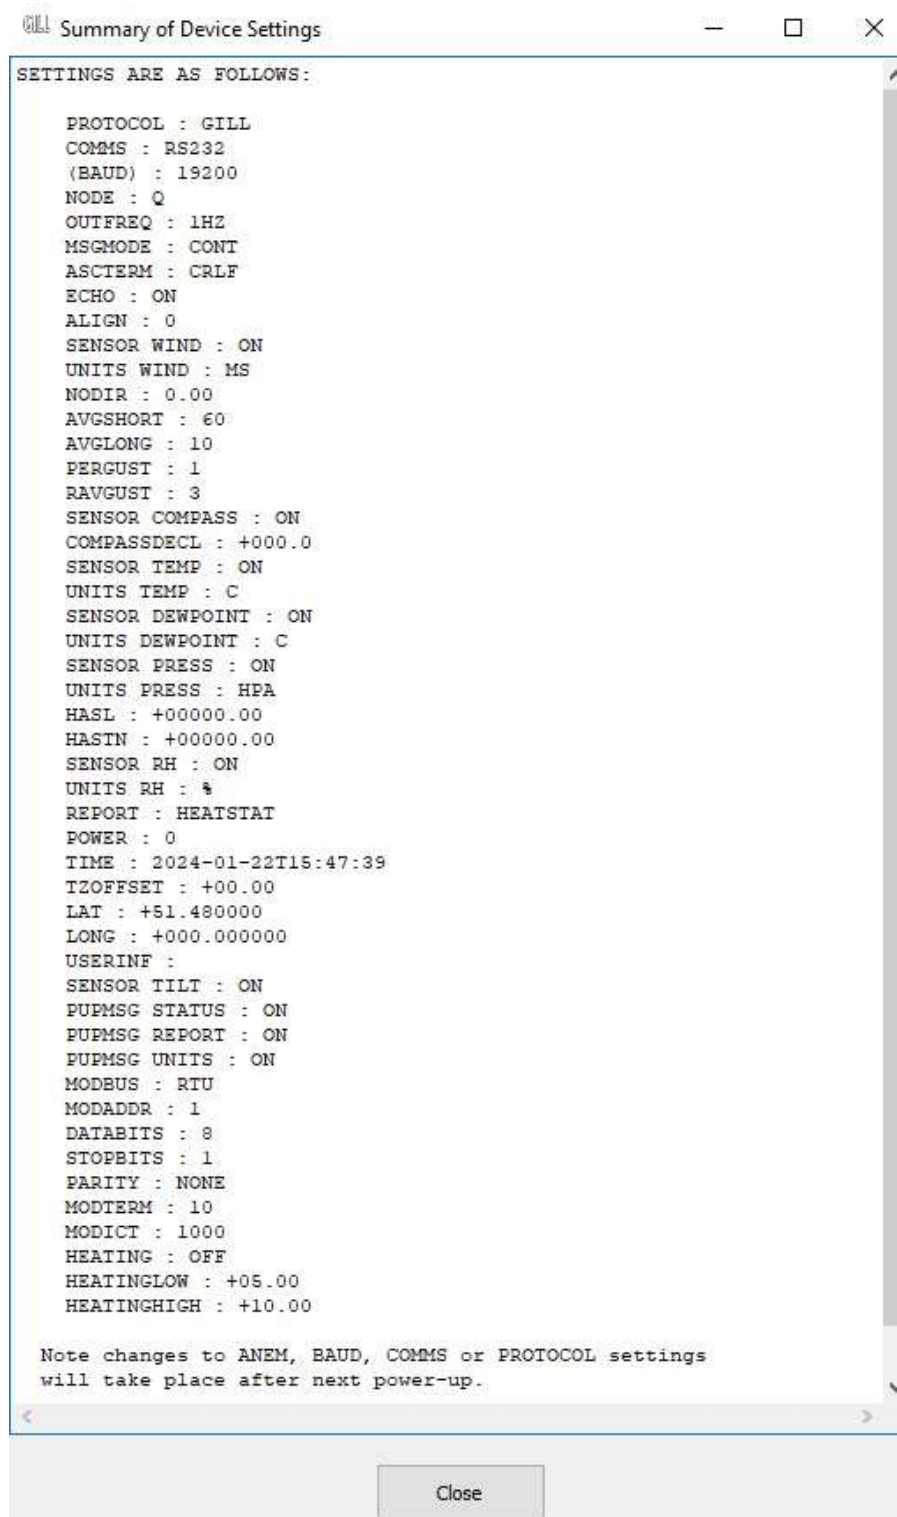 GILL Summary of Device Settings
SETTINGS ARE AS FOLLOWS:
PROTOCOL : GILL
COMMS : RS232
(BAUD) : 19200
NODE : Q
OUTFREQ : 1HZ
MSGMODE : CONT
ASCTERM : CRLF
ECHO : ON
ALIGN : 0
SENSOR WIND : ON
UNITS WIND : MS
NODIR : 0.00
AVGSHORT : 60
AVGLONG : 10
PERGUST : 1
RAVGUST : 3
SENSOR COMPASS : ON
COMPASSDECL : +000.0
SENSOR TEMP : ON
UNITS TEMP : C
SENSOR DEWPOINT : ON
UNITS DEWPOINT : C
SENSOR PRESS : ON
UNITS PRESS : HPA
HASL : +00000.00
HASTN : +00000.00
SENSOR RH : ON
UNITS RH : %
REPORT : HEATSTAT
POWER : 0
TIME : 2024-01-22T15:47:39
TZOFFSET : +00.00
LAT : +51.480000
LONG : +000.000000
USERINF :
SENSOR TILT : ON
PUPMSG STATUS : ON
PUPMSG REPORT : ON
PUPMSG UNITS : ON
MODBUS : RTU
MODADDR : 1
DATABITS : 8
STOPBITS : 1
PARITY : NONE
MODTERM : 10
MODICT : 1000
HEATING : OFF
HEATINGLOW : +05.00
HEATINGHIGH : +10.00
Note changes to ANEM, BAUD, COMMS or PROTOCOL settings
will take place after next power-up.
Close